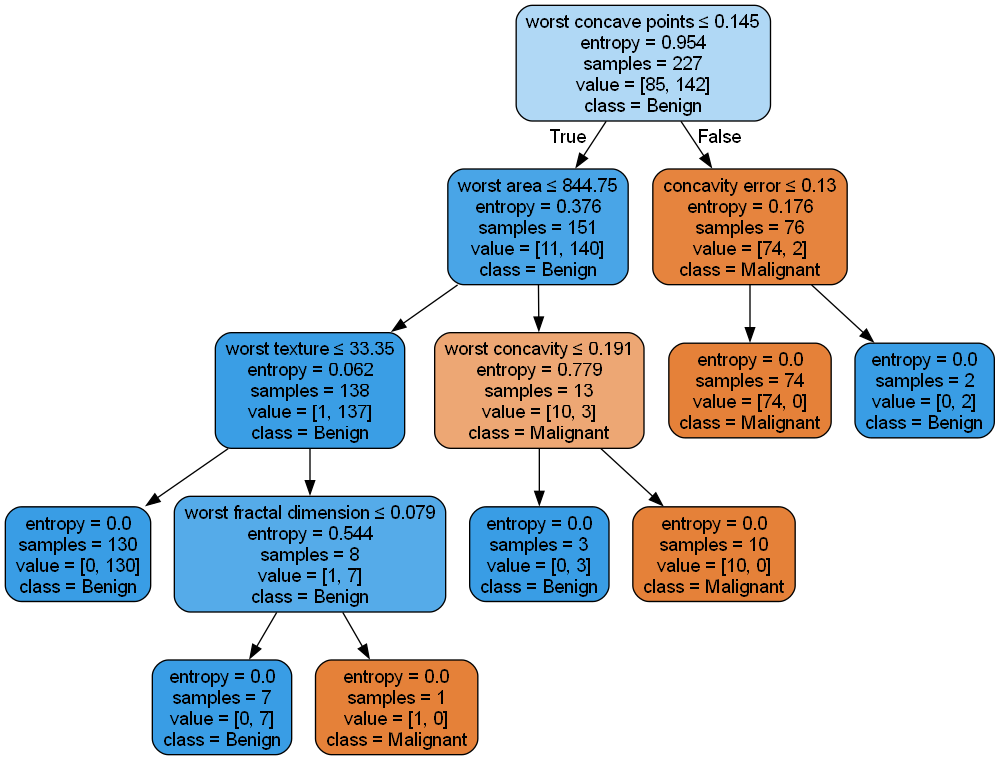 worst concave points ≤ 0.145
entropy = 0.954
samples = 227
value = [85, 142]
class = Benign
True
False
worst area ≤ 844.75
entropy = 0.376
samples = 151
value = [11, 140]
class = Benign
concavity error ≤ 0.13
entropy = 0.176
samples = 76
value = [74, 2]
class = Malignant
worst texture ≤ 33.35
entropy = 0.062
samples = 138
value = [1, 137]
class = Benign
worst concavity ≤ 0.191
entropy = 0.779
samples = 13
value = [10, 3]
class = Malignant
entropy = 0.0
samples = 74
value = [74, 0]
class = Malignant
entropy = 0.0
samples = 2
value = [0, 2]
class = Benign
entropy = 0.0
samples = 130
value = [0, 130]
class = Benign
worst fractal dimension ≤ 0.079
entropy = 0.544
samples = 8
value = [1, 7]
class = Benign
entropy = 0.0
samples = 3
value = [0, 3]
class = Benign
entropy = 0.0
samples = 10
value = [10, 0]
class = Malignant
entropy = 0.0
samples = 7
value = [0, 7]
class = Benign
entropy = 0.0
samples = 1
value = [1, 0]
class = Malignant